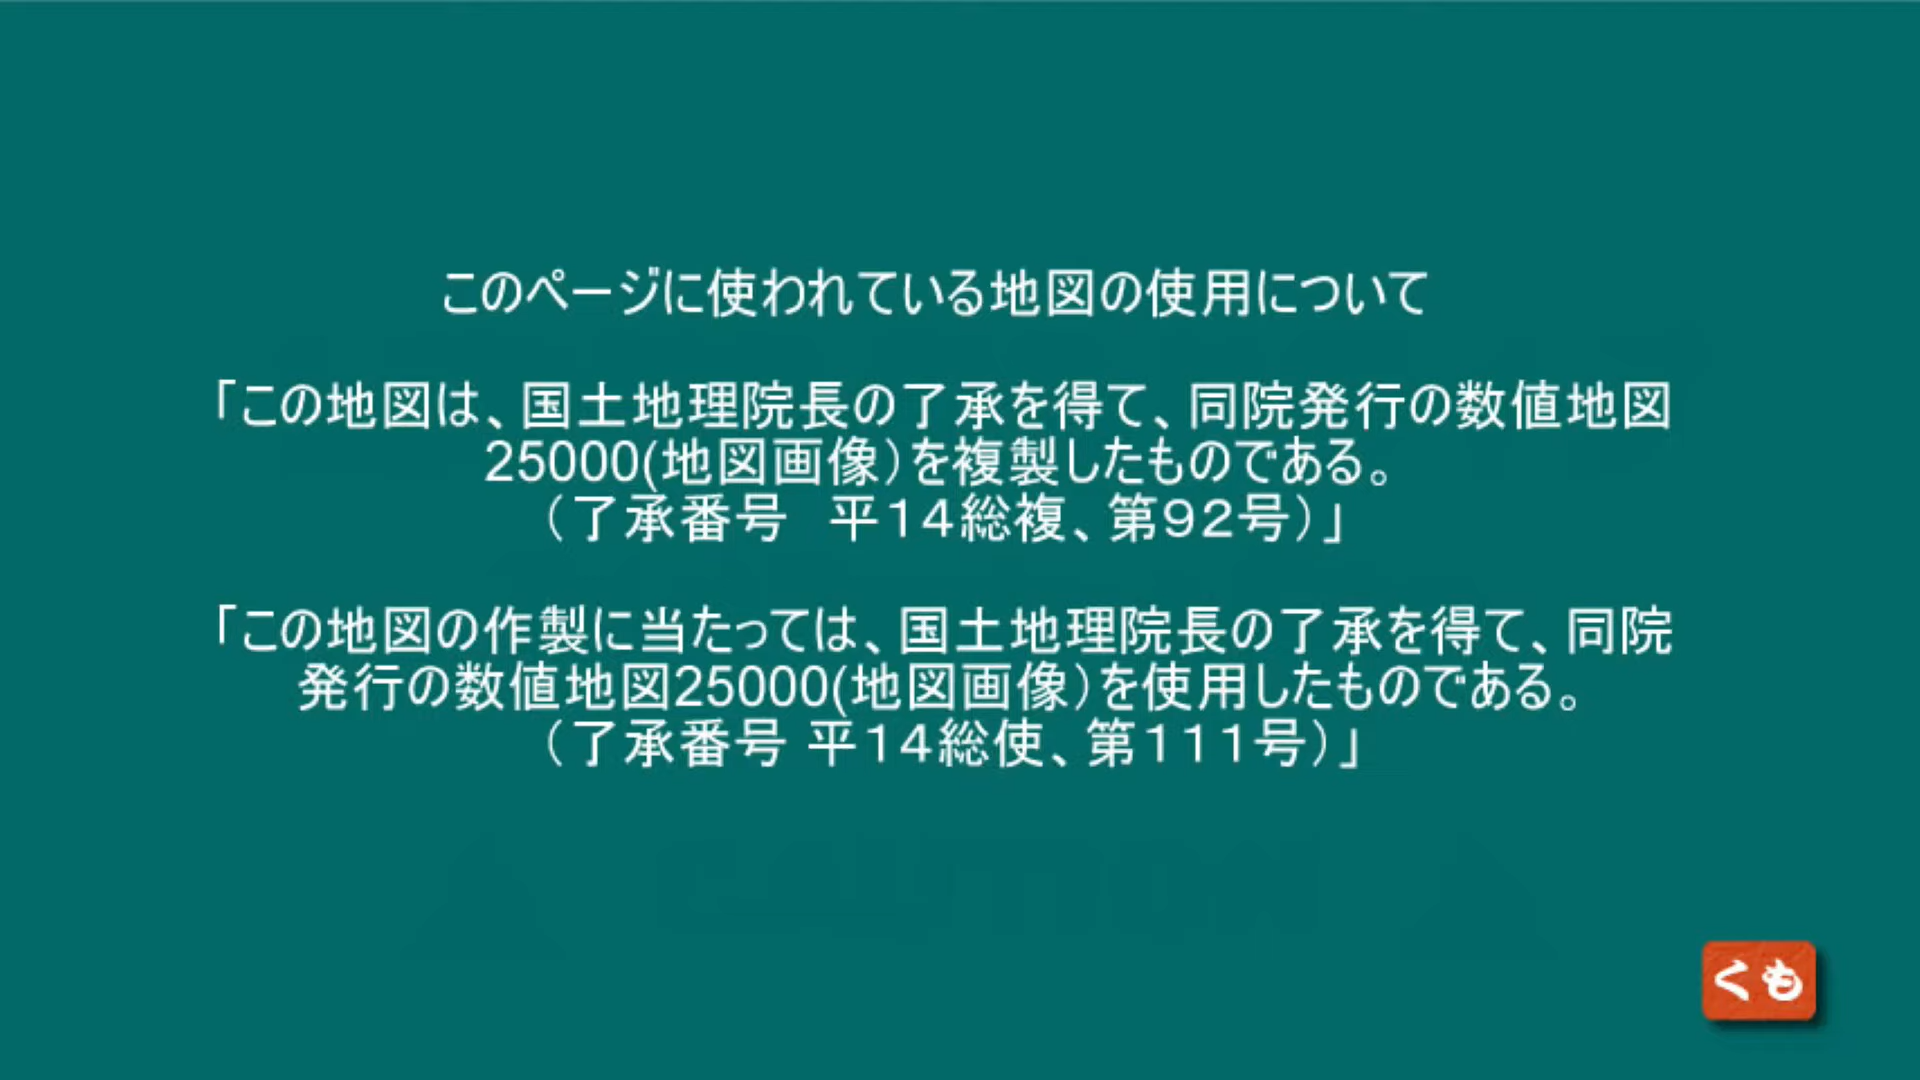 このページに使われている地図の使用について
「この地図は、国土地理院長の了承を得て、同院発行の数値地図
25000(地図画像）を複製したものである。
（了承番号　平１４総複、第９２号）」
「この地図の作製に当たっては、国土地理院長の了承を得て、同院
発行の数値地図25000(地図画像）を使用したものである。
（了承番号 平１４総使、第１１１号）」
くも